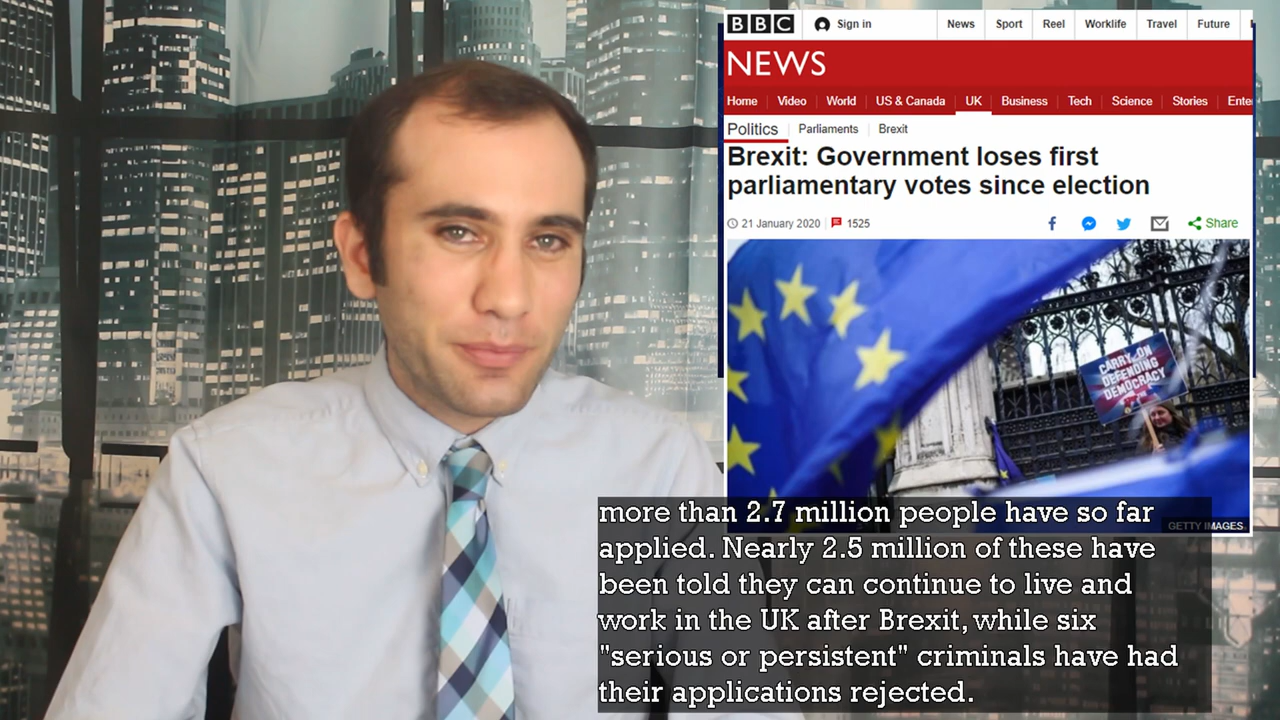 BBC Sign in News Sport Reel Worklife Travel Future
NEWS
Home Video World US & Canada UK Business Tech Science Stories
Politics Parliaments Brexit
Brexit: Government loses first
parliamentary votes since election
21 January 2020 1525 Share
CARRY ON
DEFENDING
DEMOCRACY
GETTY IMAGES
more than 2.7 million people have so far
applied. Nearly 2.5 million of these have
been told they can continue to live and
work in the UK after Brexit, while six
"serious or persistent" criminals have had
their applications rejected.